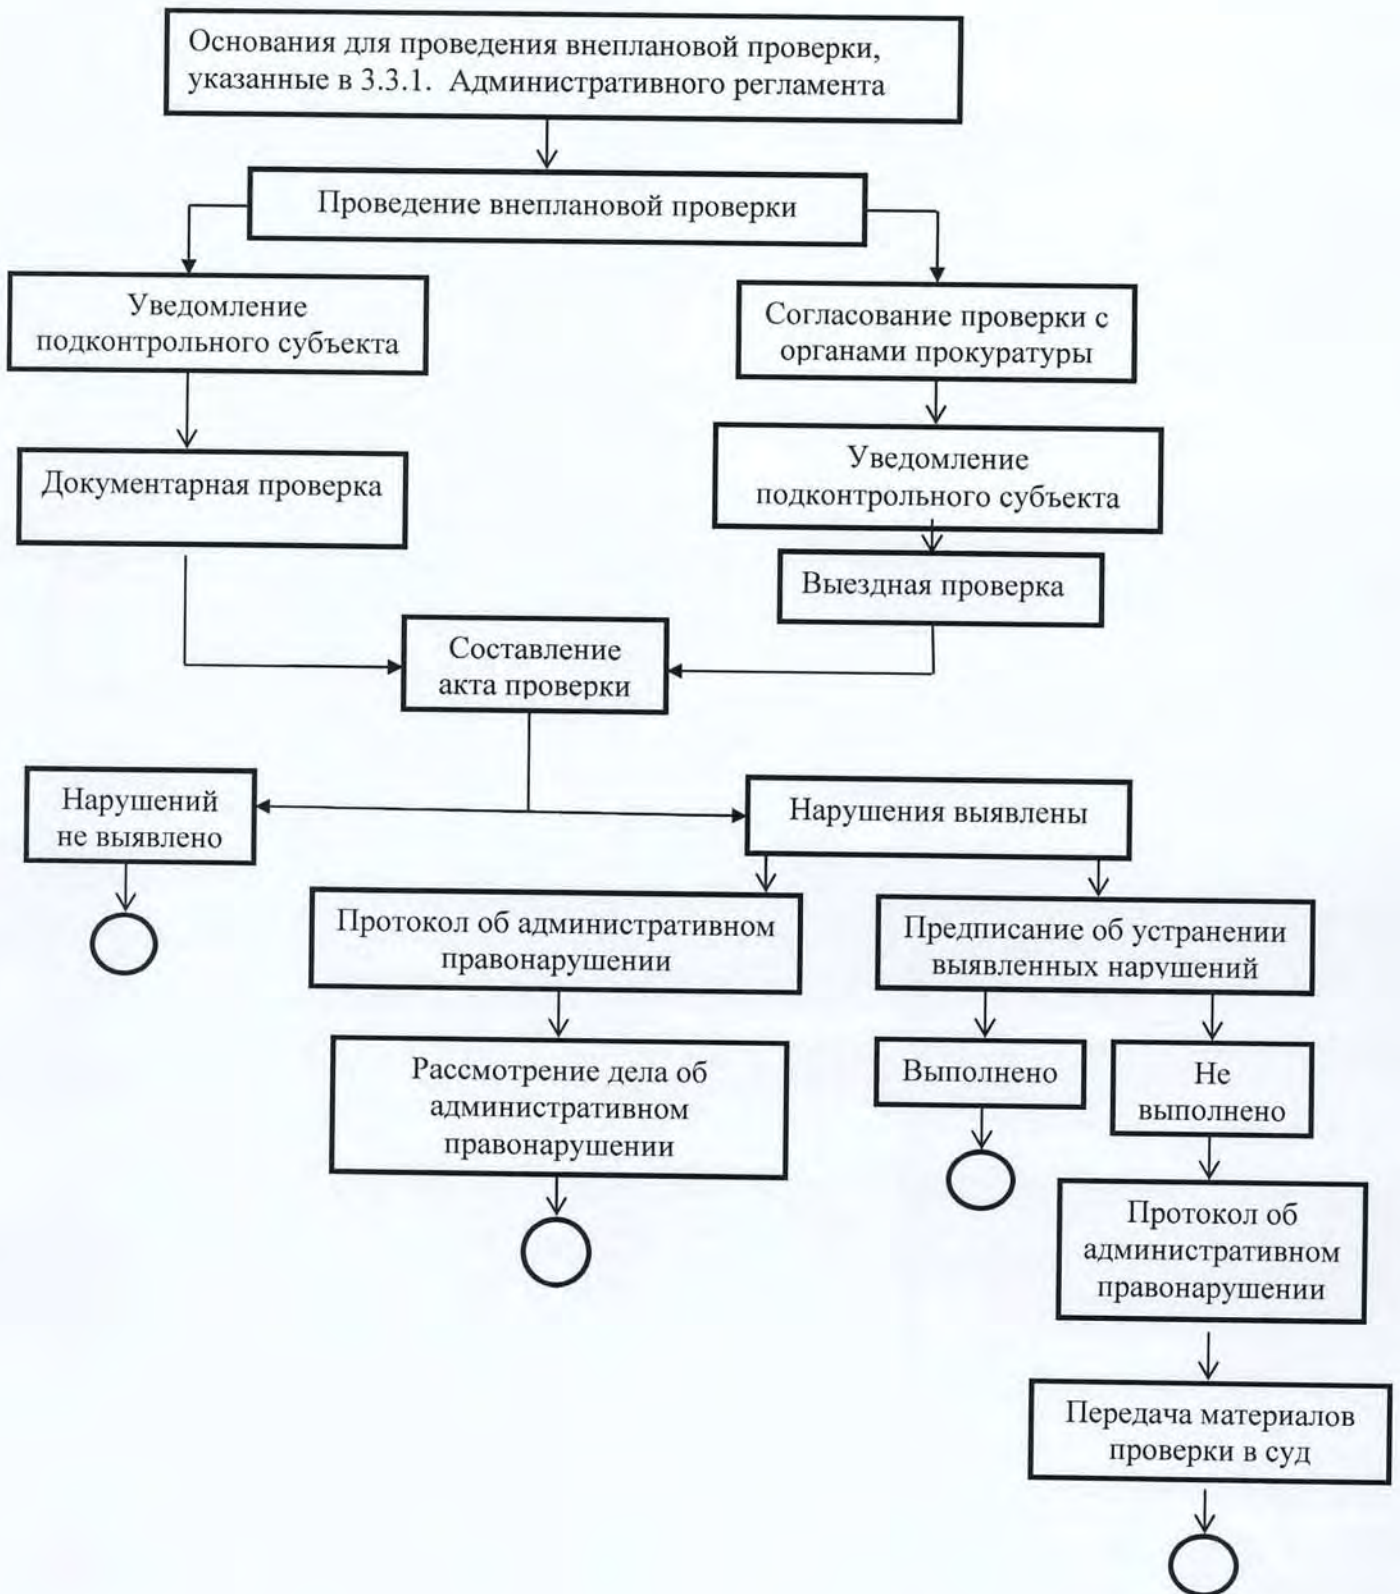 Основания для проведения внеплановой проверки,
указанные в 3.3.1. Административного регламента
Проведение внеплановой проверки
Уведомление
подконтрольного субъекта
Согласование проверки с
органами прокуратуры
Документарная проверка
Уведомление
подконтрольного субъекта
Выездная проверка
Составление
акта проверки
Нарушений
не выявлено
Нарушения выявлены
Протокол об административном
правонарушении
Предписание об устранении
выявленных нарушений
Рассмотрение дела об
административном
правонарушении
Выполнено
Не
выполнено
Протокол об
административном
правонарушении
Передача материалов
проверки в суд